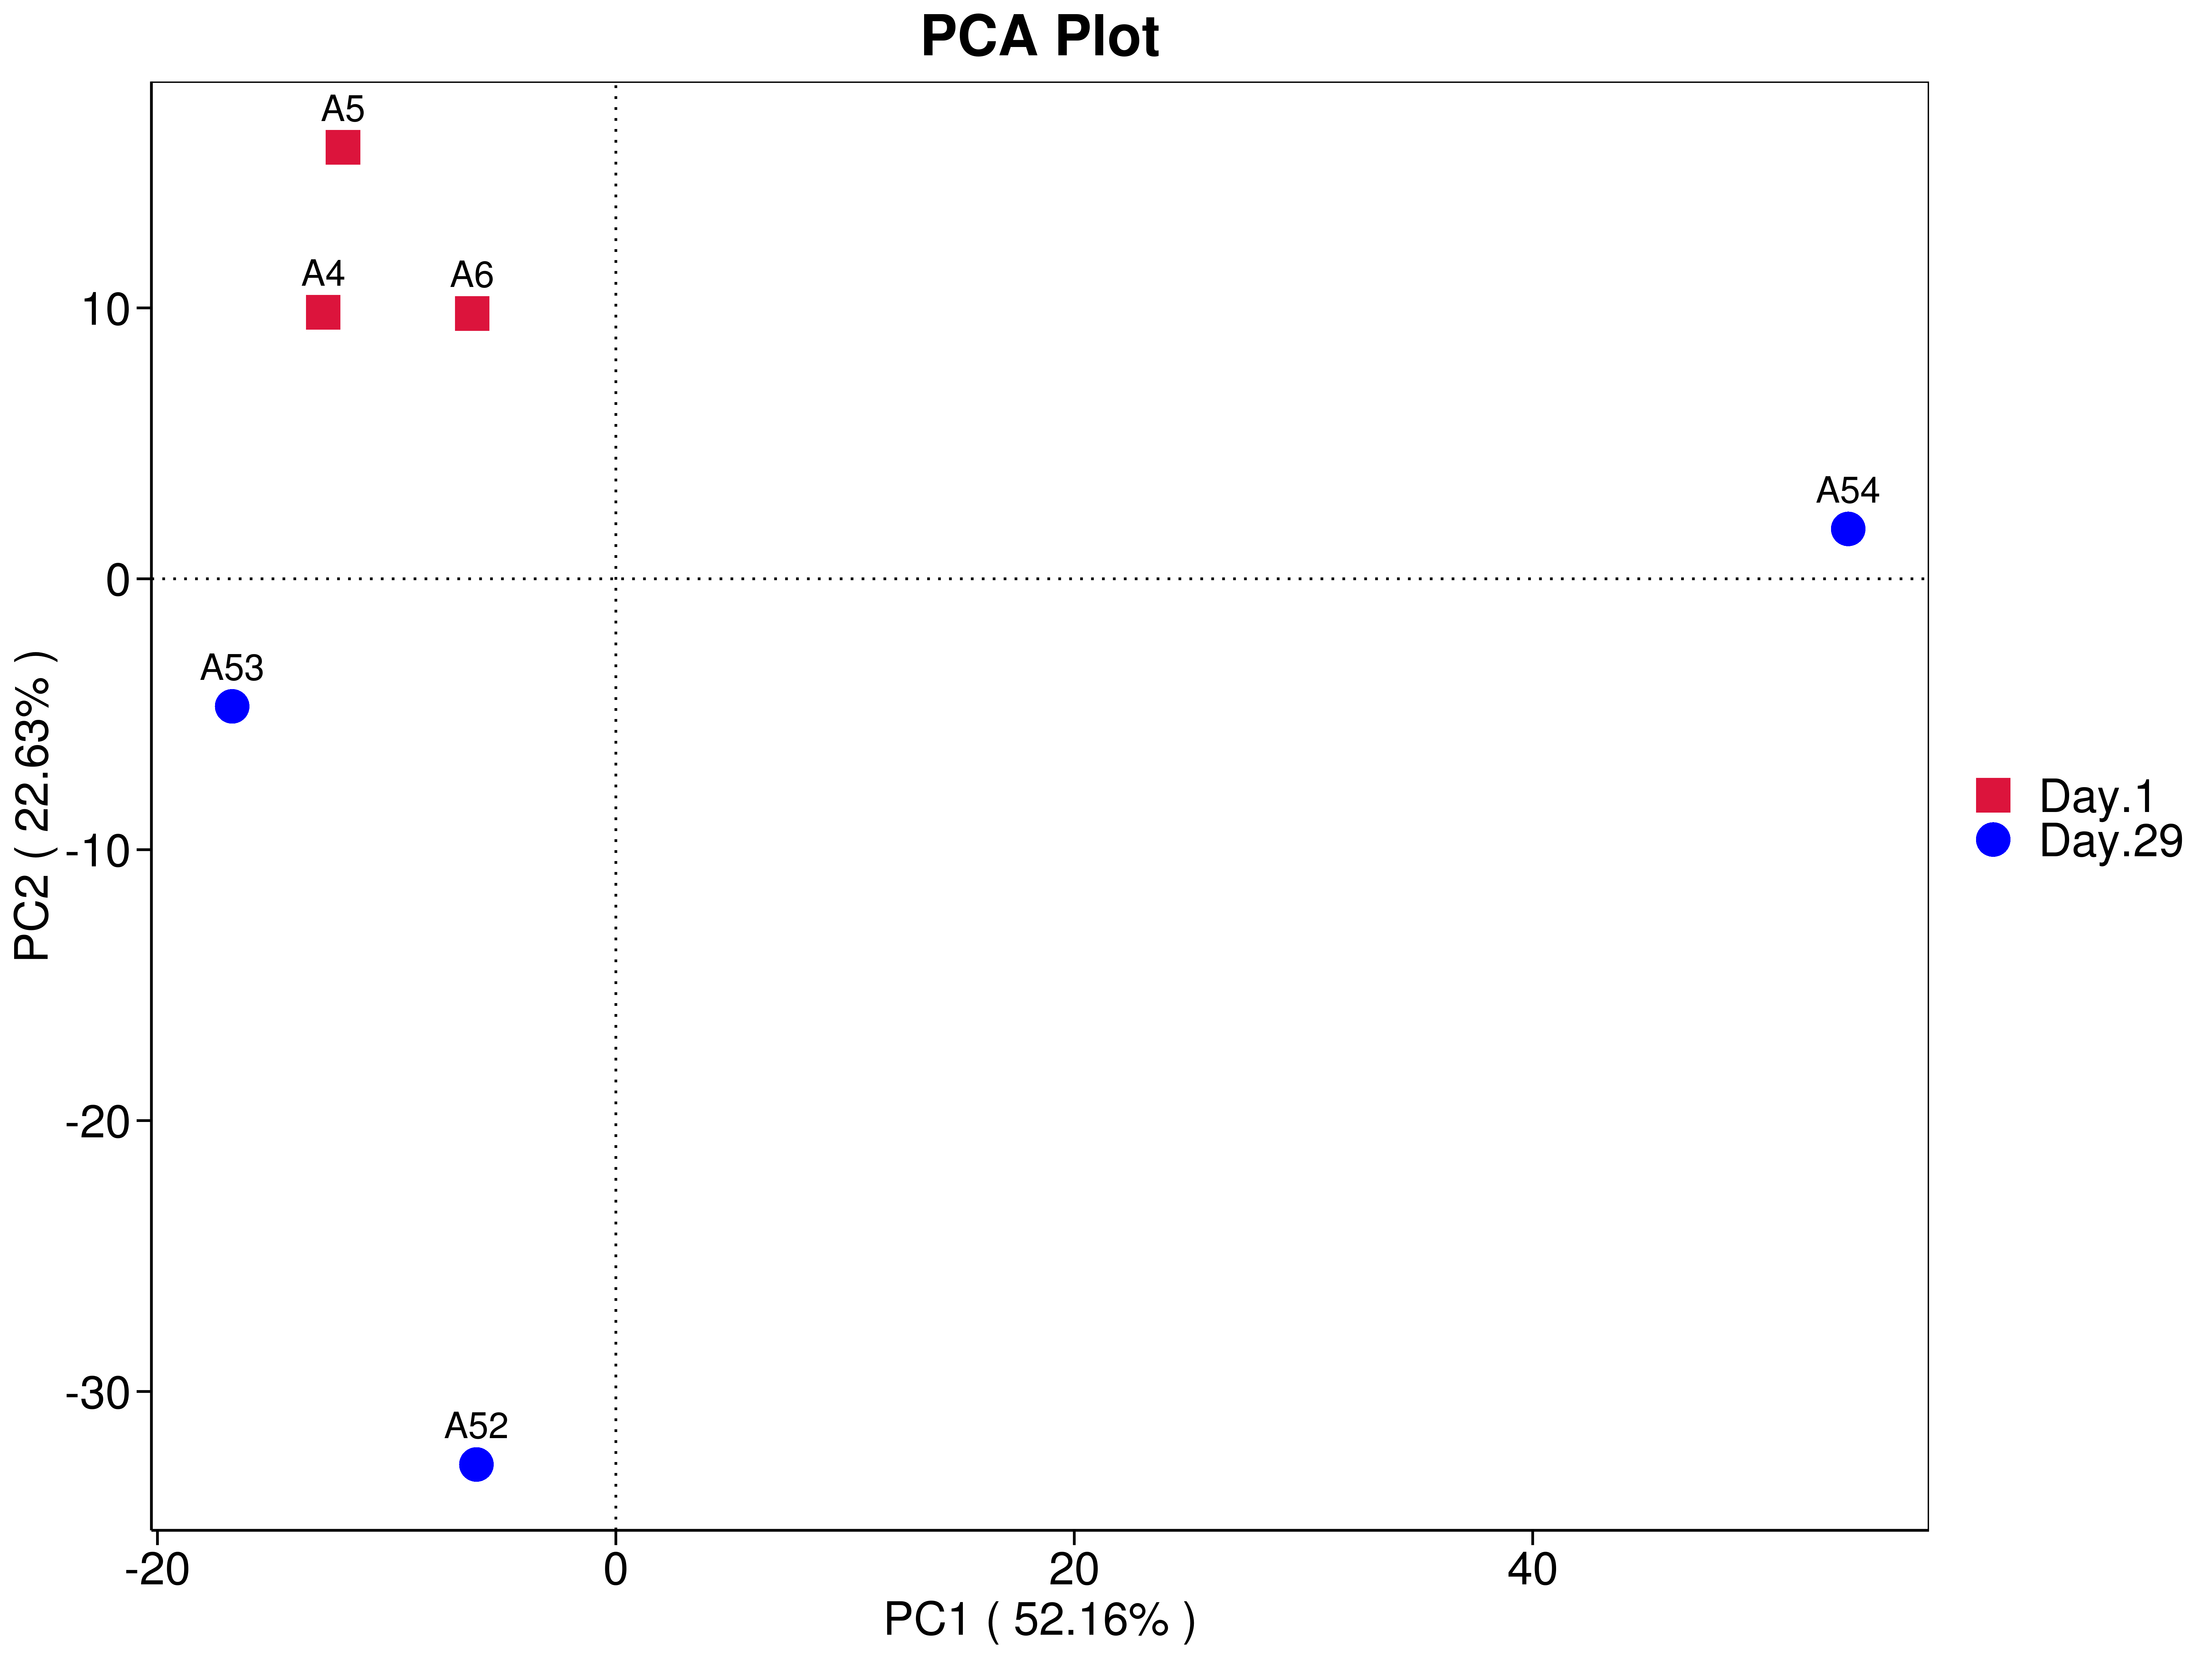 PCA Plot
A5
A4
A6
A54
A53
A52
10
0
-10
-20
-30
-20
0
20
40
PC1 ( 52.16% )
PC2 ( 22.63% )
Day.1
Day.29